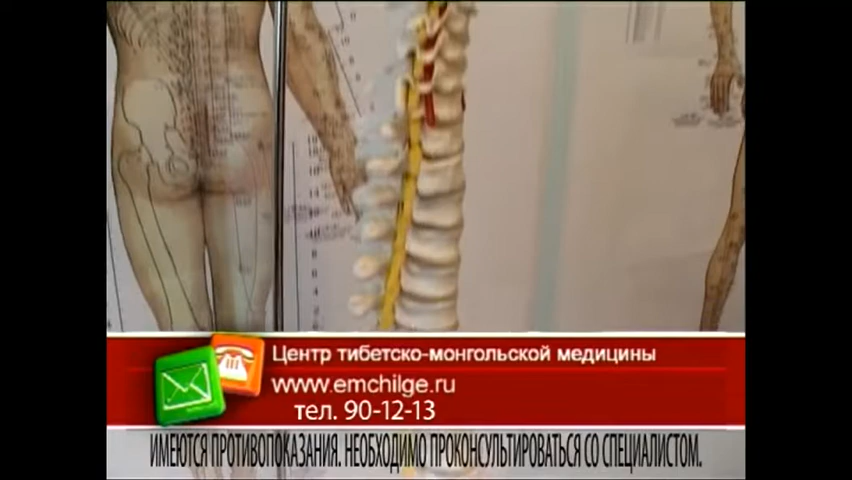 Центр тибетско-монгольской медицины
www.emchilge.ru
тел. 90-12-13
ИМЕЮТСЯ ПРОТИВОПОКАЗАНИЯ. НЕОБХОДИМО ПРОКОНСУЛЬТИРОВАТЬСЯ СО СПЕЦИАЛИСТОМ.